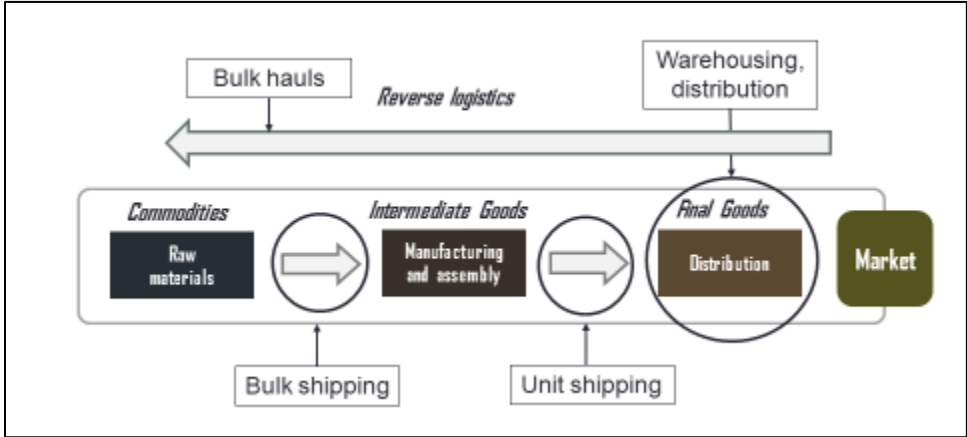 Bulk hauls
Warehousing,
distribution
Reverse logistics
Commodities
Intermediate Goods
Final Goods
Raw
materials
Manufacturing
and assembly
Distribution
Market
Bulk shipping
Unit shipping